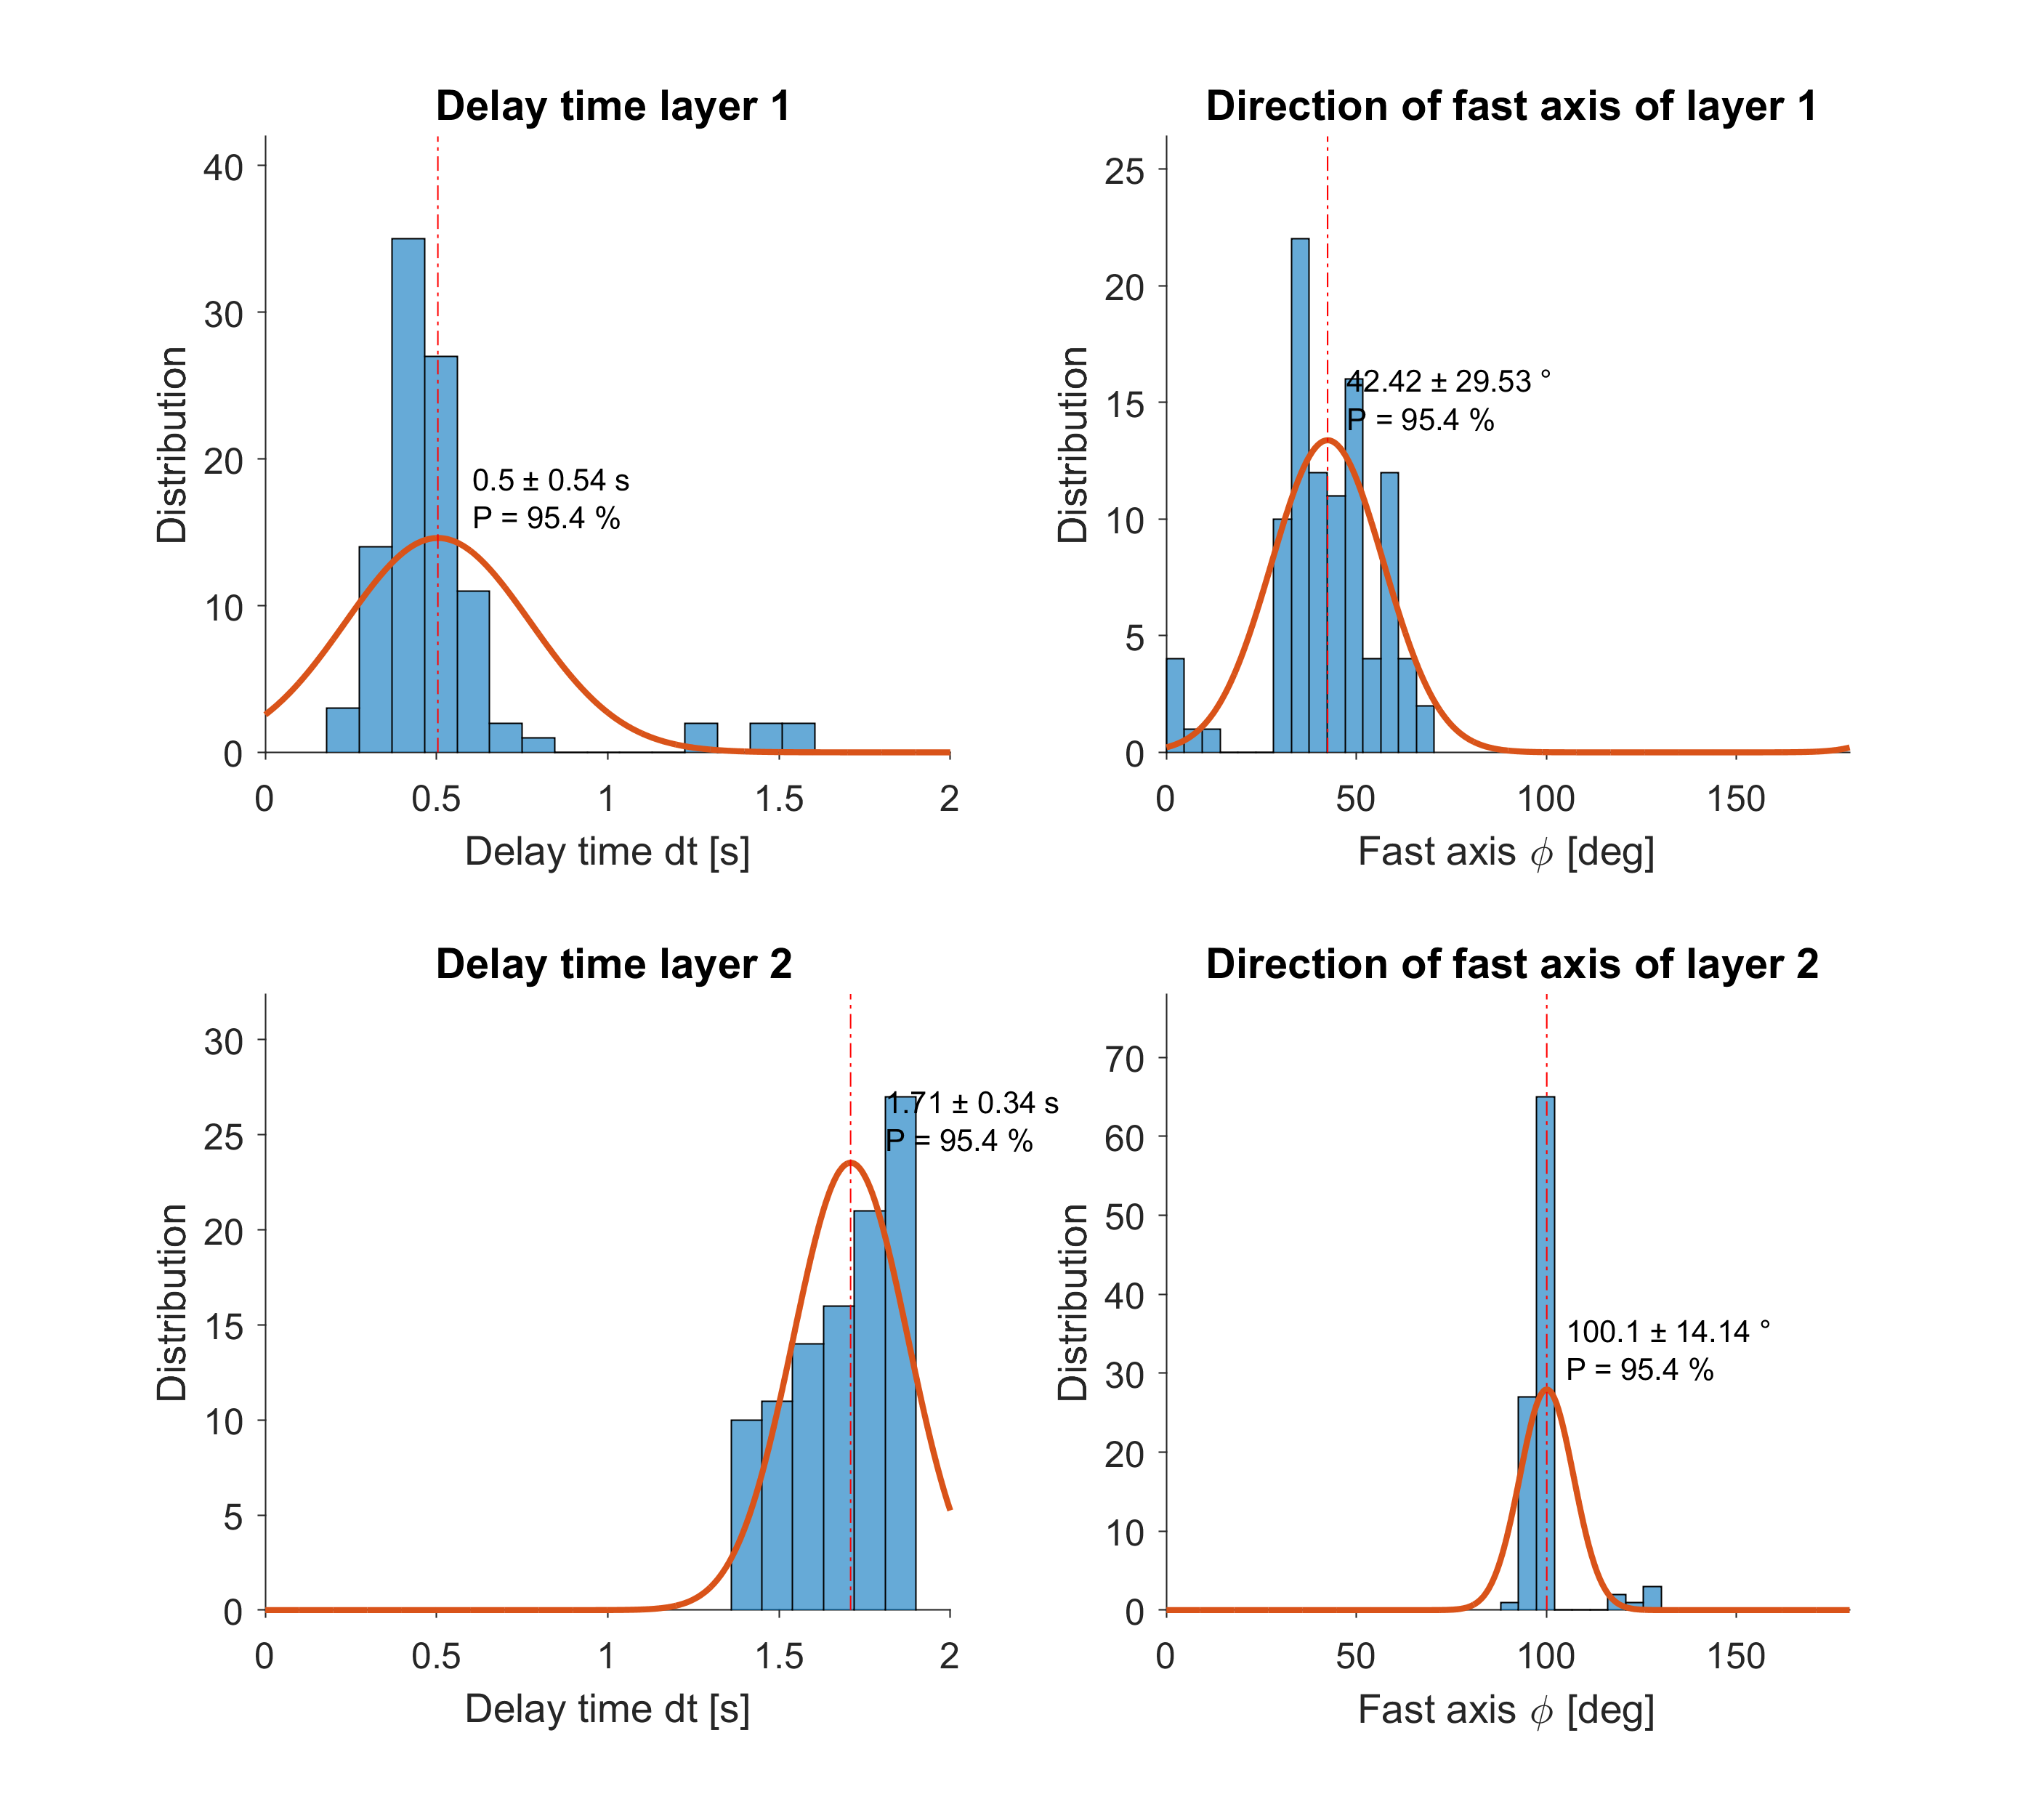 Delay time layer 1
40
30
20
10
0
Distribution
0.5 ± 0.54 s
P = 95.4 %
0 0.5 1 1.5 2
Delay time dt [s]
Direction of fast axis of layer 1
25
20
15
10
5
0
Distribution
42.42 ± 29.53 °
P = 95.4 %
0 50 100 150
Fast axis ϕ [deg]
Delay time layer 2
30
25
20
15
10
5
0
Distribution
1.71 ± 0.34 s
P = 95.4 %
0 0.5 1 1.5 2
Delay time dt [s]
Direction of fast axis of layer 2
70
60
50
40
30
20
10
0
Distribution
100.1 ± 14.14 °
P = 95.4 %
0 50 100 150
Fast axis ϕ [deg]